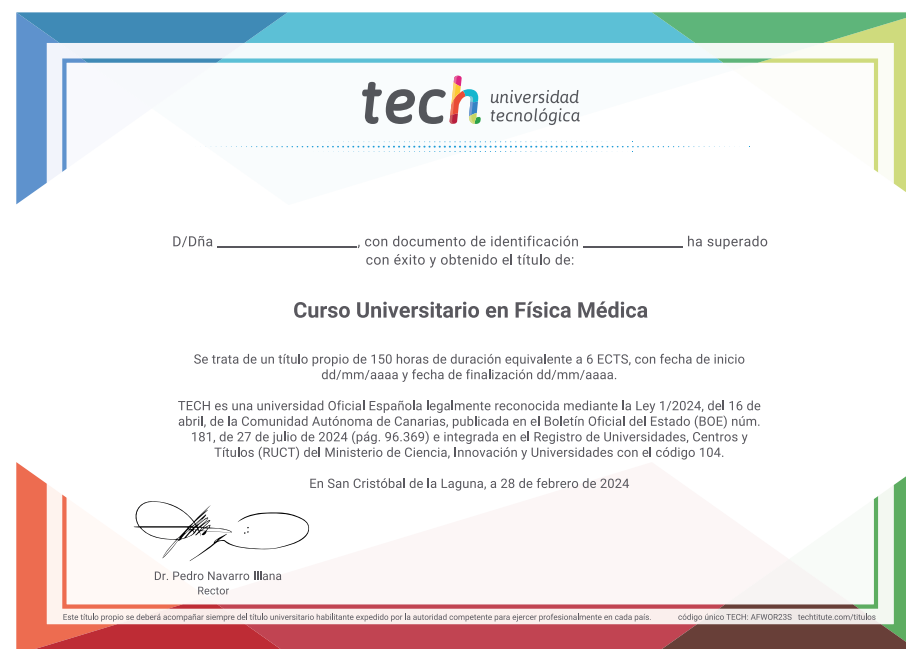 tech universidad
tecnológica
D/Dña ____________, con documento de identificación ____________ ha superado
con éxito y obtenido el título de:
Curso Universitario en Física Médica
Se trata de un título propio de 150 horas de duración equivalente a 6 ECTS, con fecha de inicio
dd/mm/aaaa y fecha de finalización dd/mm/aaaa.
TECH es una universidad Oficial Española legalmente reconocida mediante la Ley 1/2024, del 16 de
abril, de la Comunidad Autónoma de Canarias, publicada en el Boletín Oficial del Estado (BOE) núm.
181, de 27 de julio de 2024 (pág. 96.369) e integrada en el Registro de Universidades, Centros y
Títulos (RUCT) del Ministerio de Ciencia, Innovación y Universidades con el código 104.
En San Cristóbal de la Laguna, a 28 de febrero de 2024
Dr. Pedro Navarro Illana
Rector
Este título propio se deberá acompañar siempre del título universitario habilitante expedido por la autoridad competente para ejercer profesionalmente en cada país. código único TECH: AFWOR23S techtitute.com/titulos